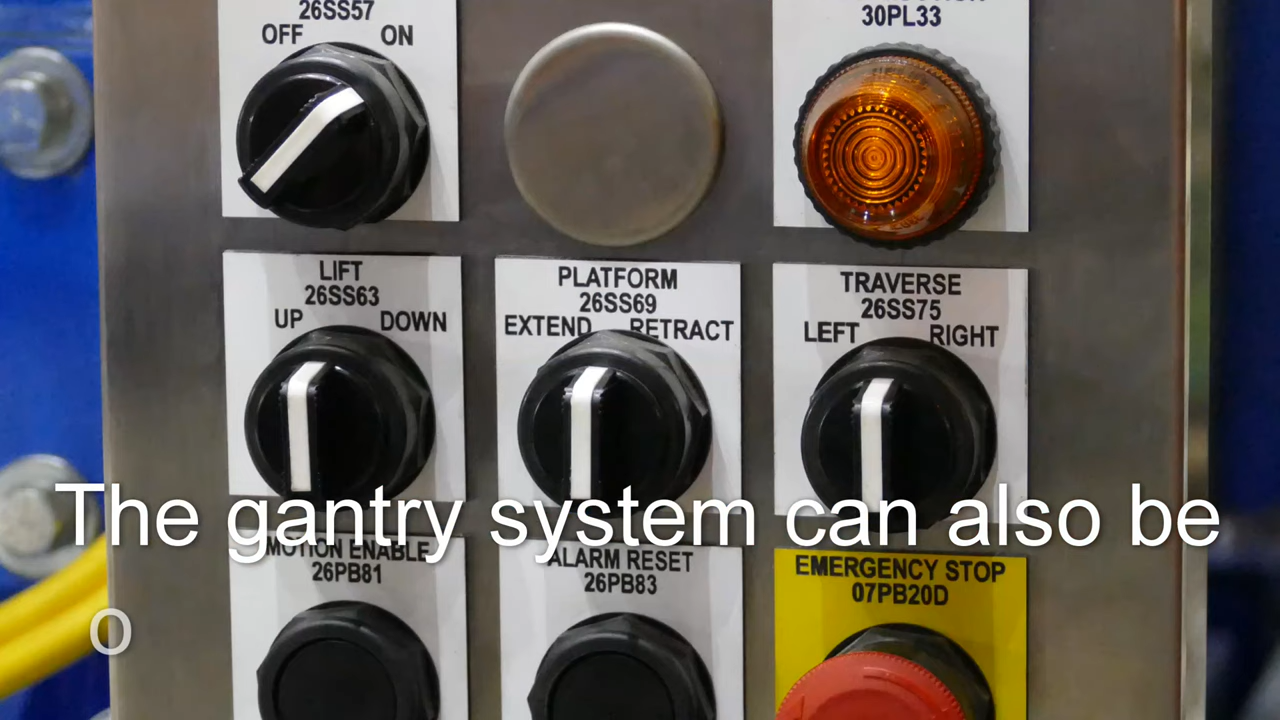 26SS57
OFF ON
30PL33
LIFT
26SS63
UP DOWN
PLATFORM
26SS69
EXTEND RETRACT
TRAVERSE
26SS75
LEFT RIGHT
The gantry system can also be
o
MOTION ENABLE
26PB81
ALARM RESET
26PB83
EMERGENCY STOP
07PB20D